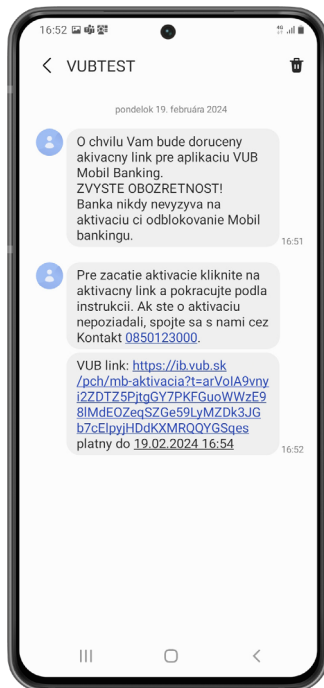 16:52
VUBTEST
pondelok 19. februára 2024
O chvilu Vam bude doruceny
akivacny link pre aplikaciu VUB
Mobil Banking.
ZVYSTE OBOZRETNOST!
Banka nikdy nevyzyva na
aktivaciu ci odblokovanie Mobil
bankingu.
16:51
Pre zacatie aktivacie kliknite na
aktivacny link a pokracujte podla
instrukcii. Ak ste o aktivaciu
nepoziadali, spojte sa s nami cez
Kontakt 0850123000.
VUB link: https://ib.vub.sk
/pch/mb-aktivacia?t=arVoIA9vny
i2ZDTZ5PjtgGY7PKFGuoWWzE9
8lMdEOZeqSZGe59LyMZDk3JG
b7cElpyjHDdKXMRQQYGSqes
platny do 19.02.2024 16:54
16:52